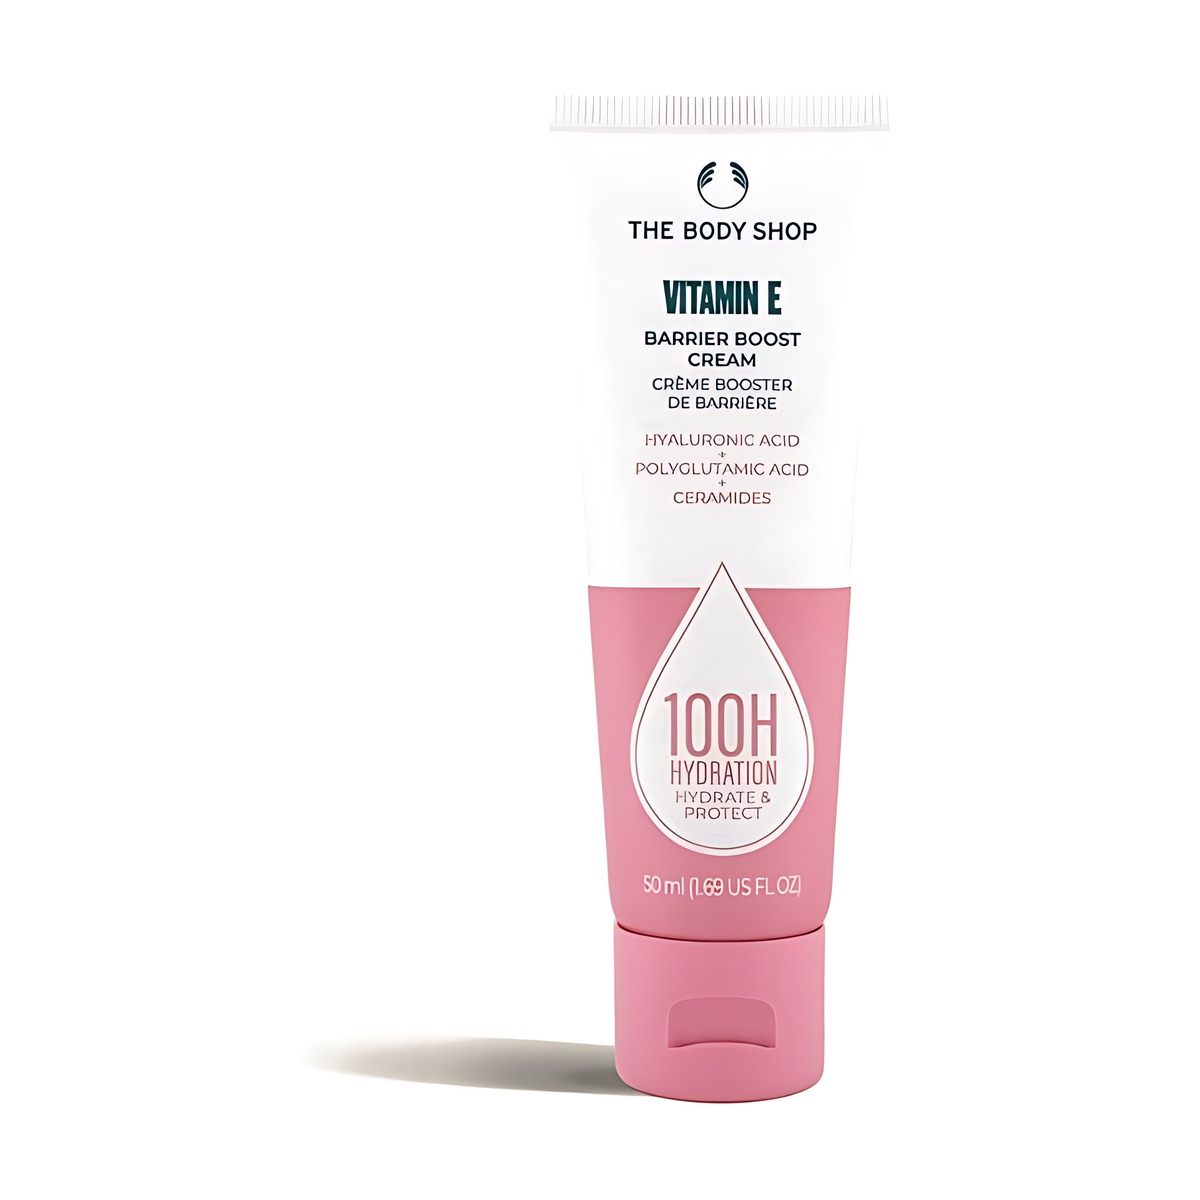 THE BODY SHOP
VITAMIN E
BARRIER BOOST
CREAM
CRÈME BOOSTER
DE BARRIÈRE
HYALURONIC ACID
+
POLYGLUTAMIC ACID
+
CERAMIDES
100H
HYDRATION
HYDRATE &
PROTECT
50 ml (1.69 US FL OZ)